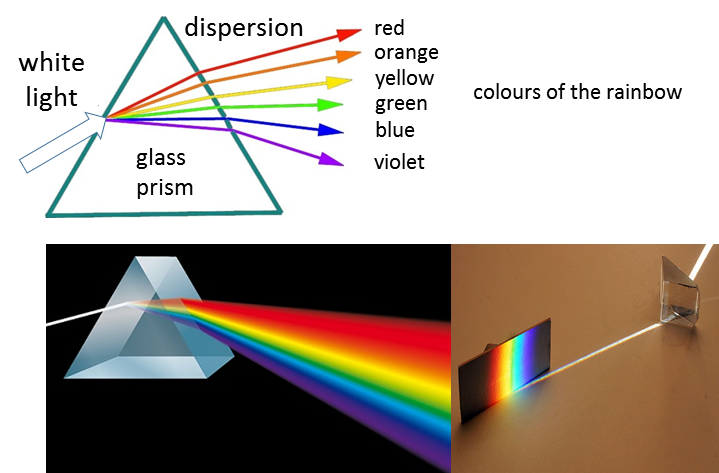 dispersion
white
light
red
orange
yellow
green
blue
violet
colours of the rainbow
glass
prism